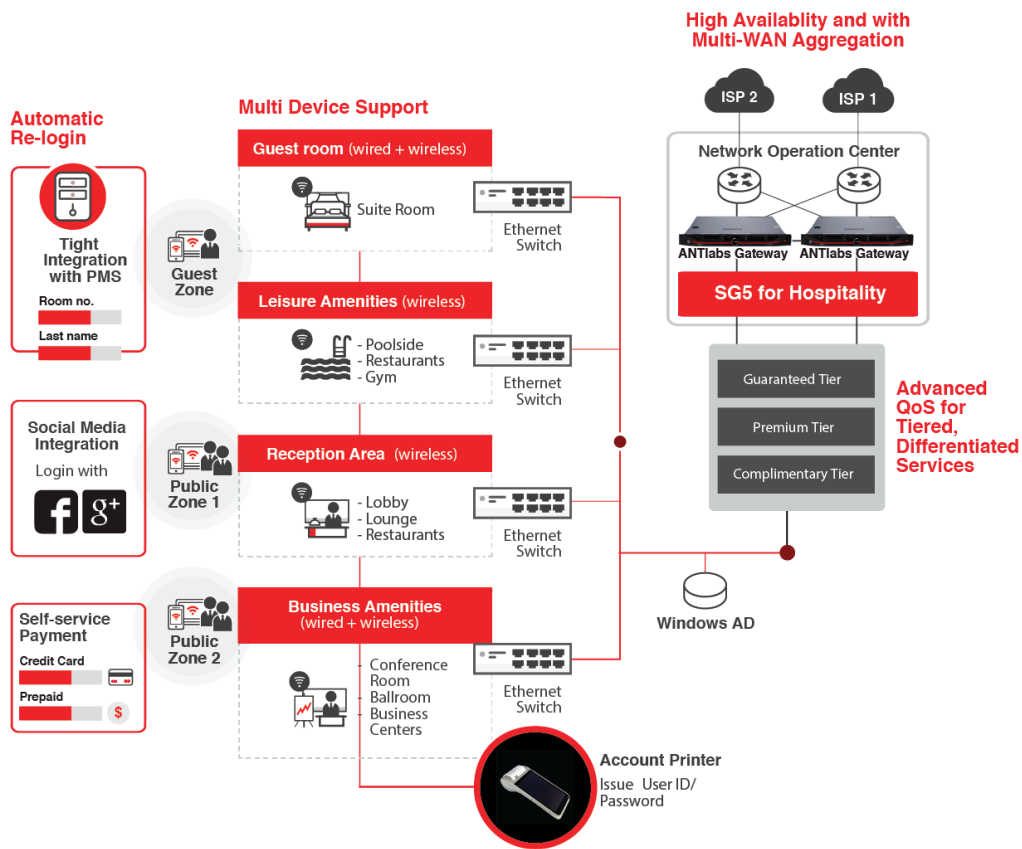 High Availablity and with
Multi-WAN Aggregation
ISP 2
ISP 1
Network Operation Center
ANTlabs Gateway
ANTlabs Gateway
SG5 for Hospitality
Guaranteed Tier
Premium Tier
Complimentary Tier
Advanced
QoS for
Tiered,
Differentiated
Services
Windows AD
Automatic
Re-login
Tight
Integration
with PMS
Room no.
Last name
Social Media
Integration
Login with
f
g+
Self-service
Payment
Credit Card
Prepaid
$
Guest
Zone
Public
Zone 1
Public
Zone 2
Multi Device Support
Guest room (wired + wireless)
Suite Room
Ethernet
Switch
Leisure Amenities (wireless)
- Poolside
- Restaurants
- Gym
Ethernet
Switch
Reception Area (wireless)
- Lobby
- Lounge
- Restaurants
Ethernet
Switch
Business Amenities
(wired + wireless)
- Conference
Room
- Ballroom
- Business
Centers
Ethernet
Switch
Account Printer
Issue User ID/
Password